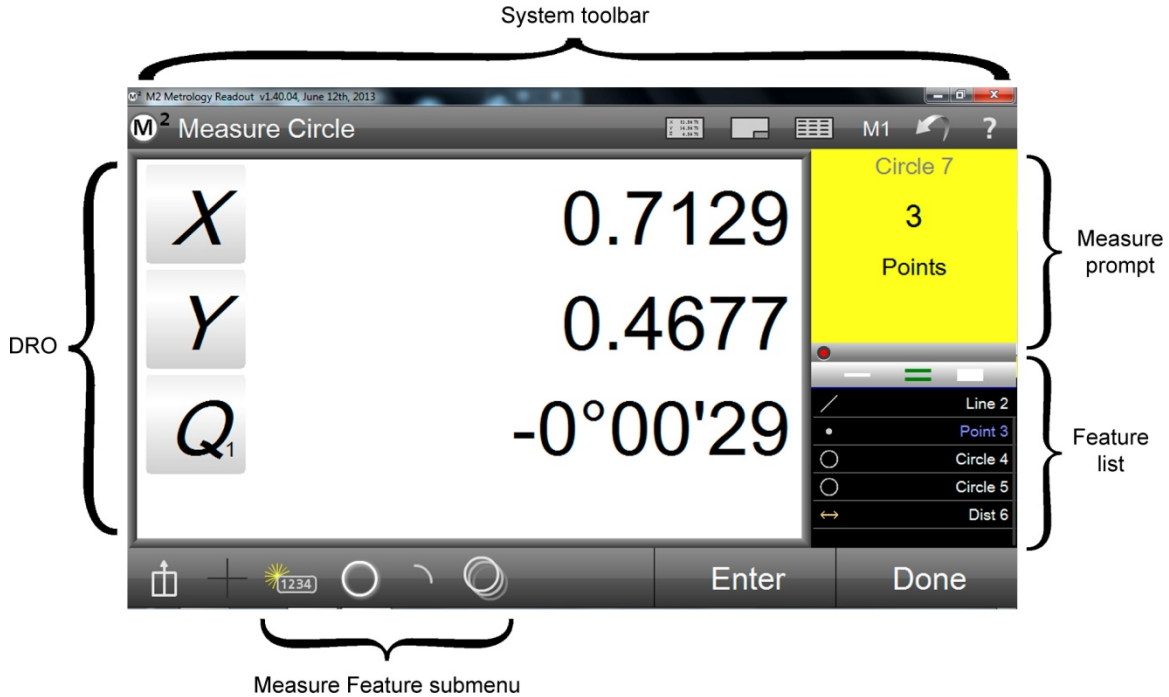 System toolbar
M² M2 Metrology Readout v1.40.04, June 12th, 2013
M² Measure Circle
M1
?
DRO
X 0.7129
Y 0.4677
Q1 -0°00'29
Circle 7
3
Points
Measure
prompt
Line 2
Point 3
Circle 4
Circle 5
Dist 6
Feature
list
1234
Enter
Done
Measure Feature submenu